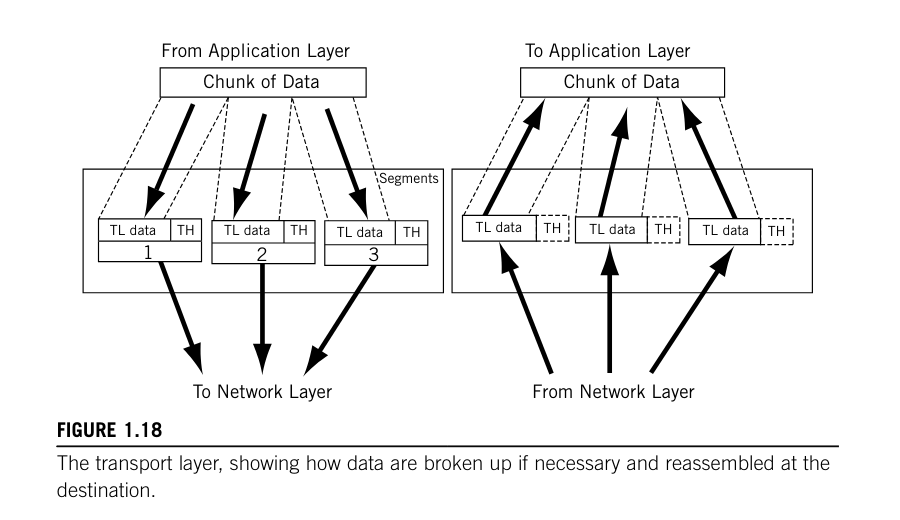 From Application Layer
To Application Layer
Chunk of Data
Chunk of Data
Segments
TL data TH
1
TL data TH
2
TL data TH
3
TL data TH
TL data TH
TL data TH
To Network Layer
From Network Layer
FIGURE 1.18
The transport layer, showing how data are broken up if necessary and reassembled at the
destination.